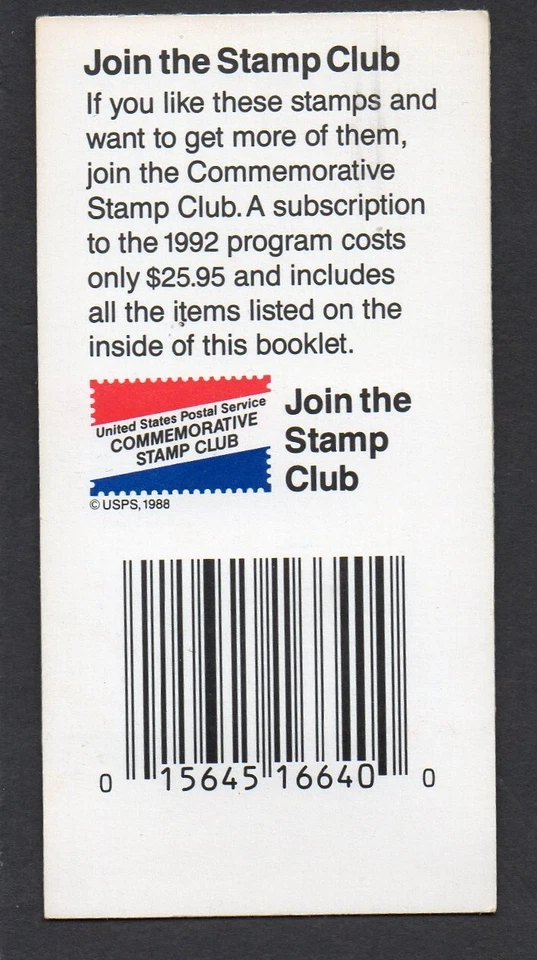 Join the Stamp Club
If you like these stamps and
want to get more of them,
join the Commemorative
Stamp Club. A subscription
to the 1992 program costs
only $25.95 and includes
all the items listed on the
inside of this booklet.
United States Postal Service
COMMEMORATIVE
STAMP CLUB
© USPS, 1988
Join the
Stamp
Club
0 15645 16640 0